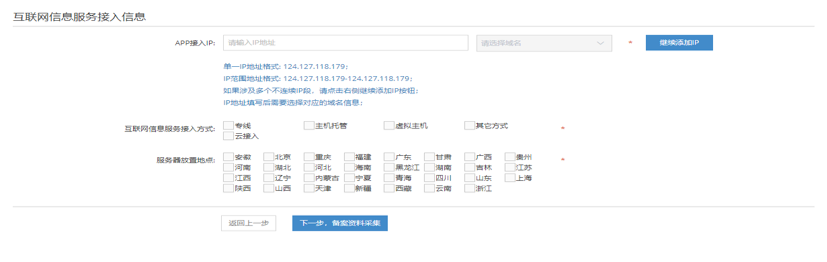 互联网信息服务接入信息
APP接入IP: 请输入IP地址 请选择域名 * 继续添加IP
单一IP地址格式: 124.127.118.179;
IP范围地址格式: 124.127.118.179-124.127.118.179;
如果涉及多个不连续IP段，请点击右侧继续添加IP按钮;
IP地址填写后需要选择对应的域名信息;
互联网信息服务接入方式: 专线 主机托管 虚拟主机 其它方式 *
云接入
服务器放置地点: 安徽 北京 重庆 福建 广东 甘肃 广西 贵州 *
河南 湖北 河北 海南 黑龙江 湖南 吉林 江苏
江西 辽宁 内蒙古 宁夏 青海 四川 山东 上海
陕西 山西 天津 新疆 西藏 云南 浙江
返回上一步 下一步，备案资料采集